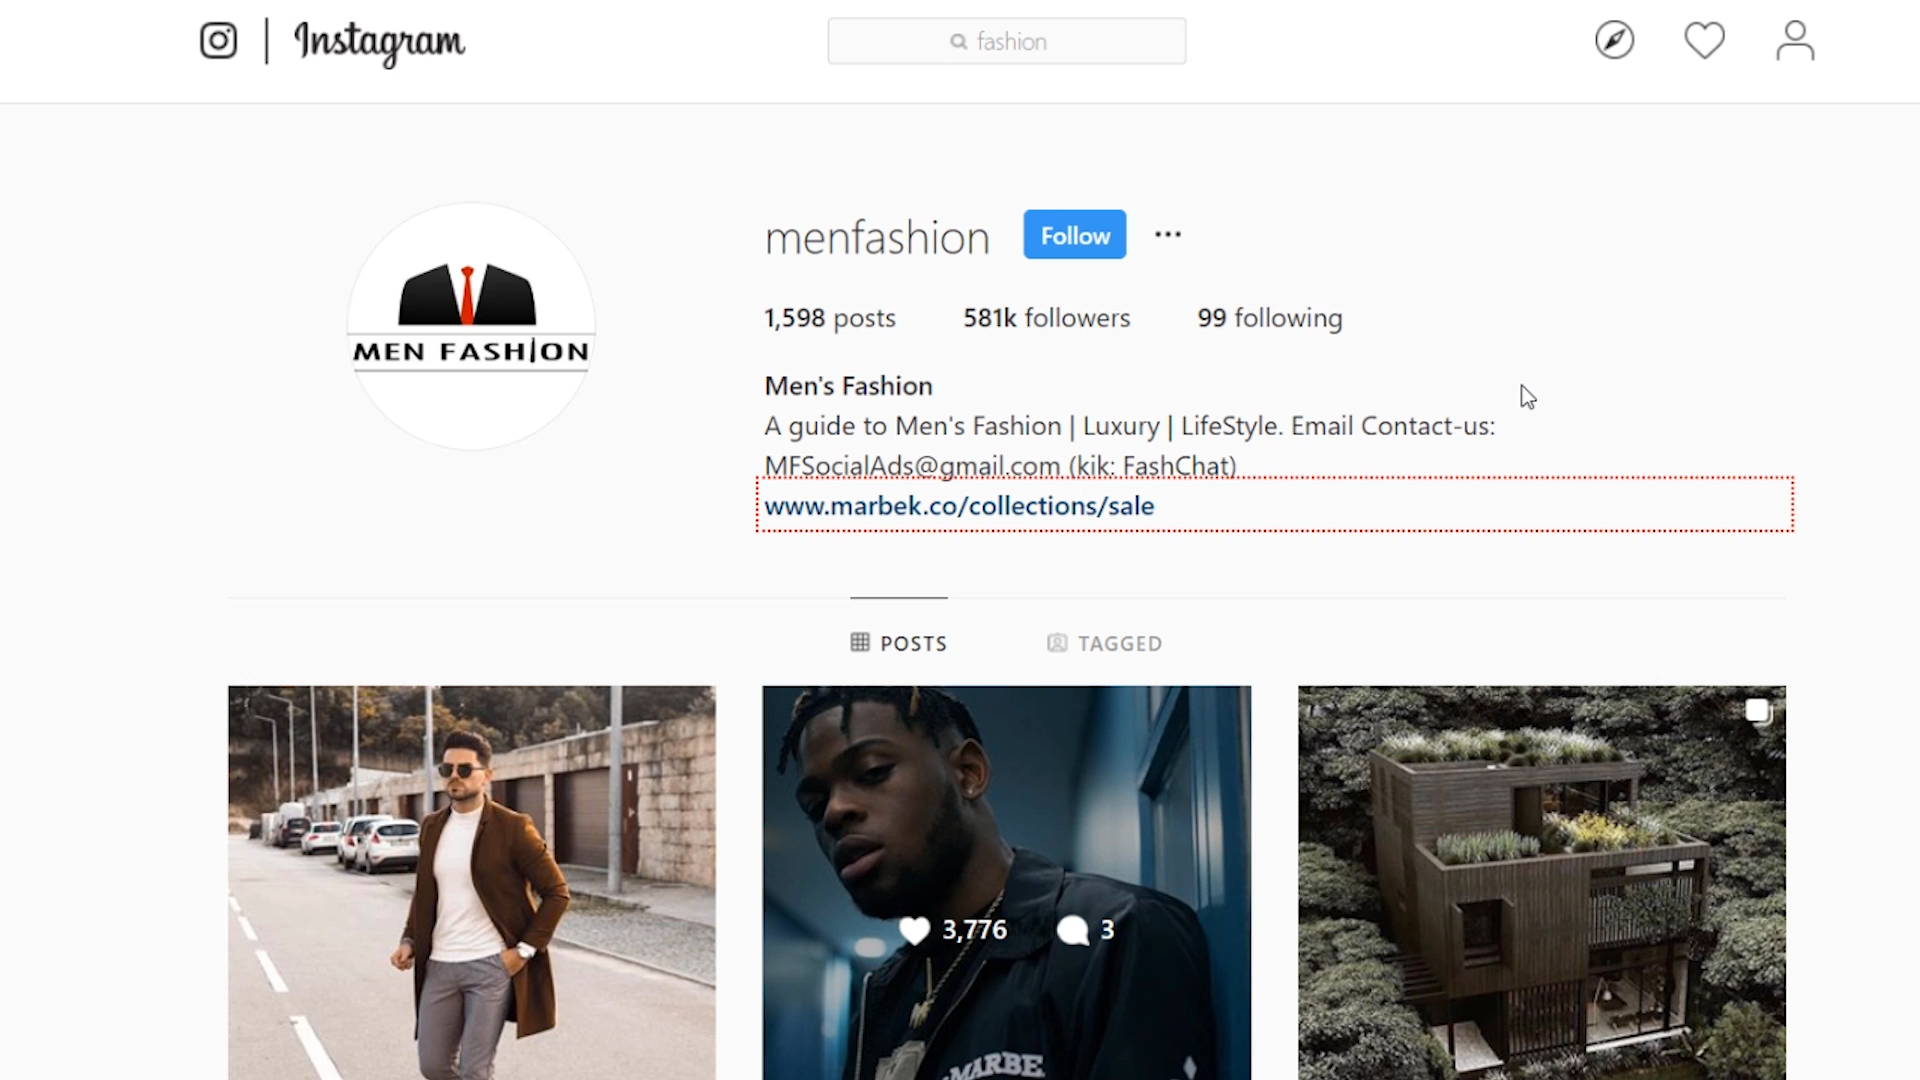 Instagram
fashion
menfashion Follow
1,598 posts 581k followers 99 following
MEN FASHION
Men's Fashion
A guide to Men's Fashion | Luxury | LifeStyle. Email Contact-us:
MFSocialAds@gmail.com (kik: FashChat)
www.marbek.co/collections/sale
POSTS TAGGED
3,776 3
MARBE